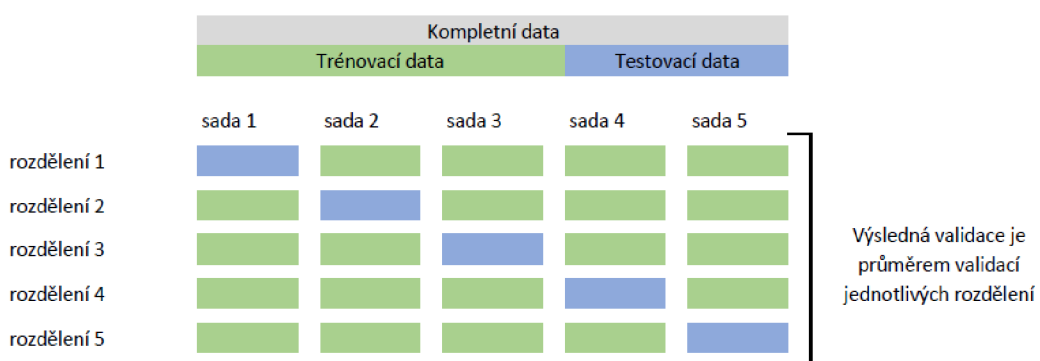 Kompletní data
Trénovací data
Testovací data
sada 1
sada 2
sada 3
sada 4
sada 5
rozdělení 1
rozdělení 2
rozdělení 3
rozdělení 4
rozdělení 5
Výsledná validace je
průměrem validací
jednotlivých rozdělení